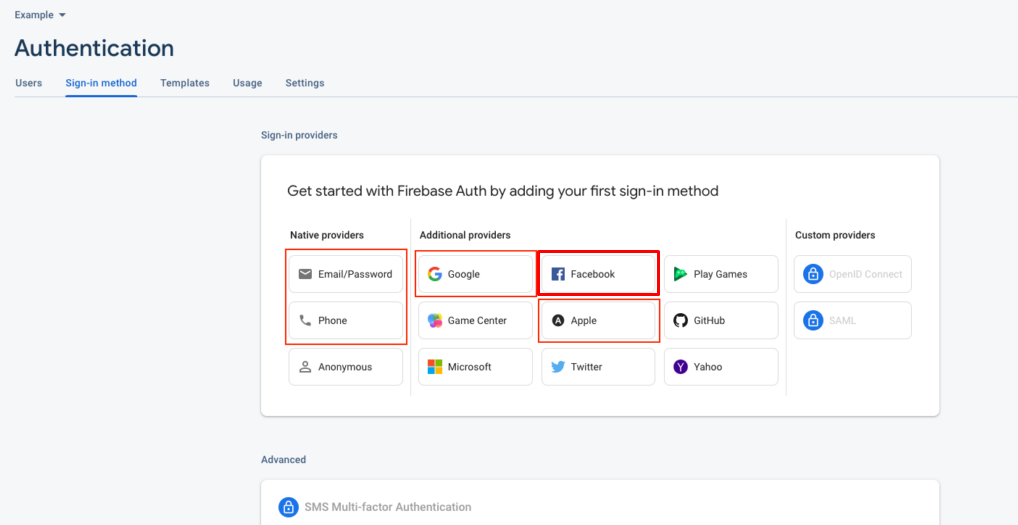 Example
Authentication
Users Sign-in method Templates Usage Settings
Sign-in providers
Get started with Firebase Auth by adding your first sign-in method
Native providers Additional providers Custom providers
Email/Password Google Facebook Play Games OpenID Connect
Phone Game Center Apple GitHub SAML
Anonymous Microsoft Twitter Yahoo
Advanced
SMS Multi-factor Authentication